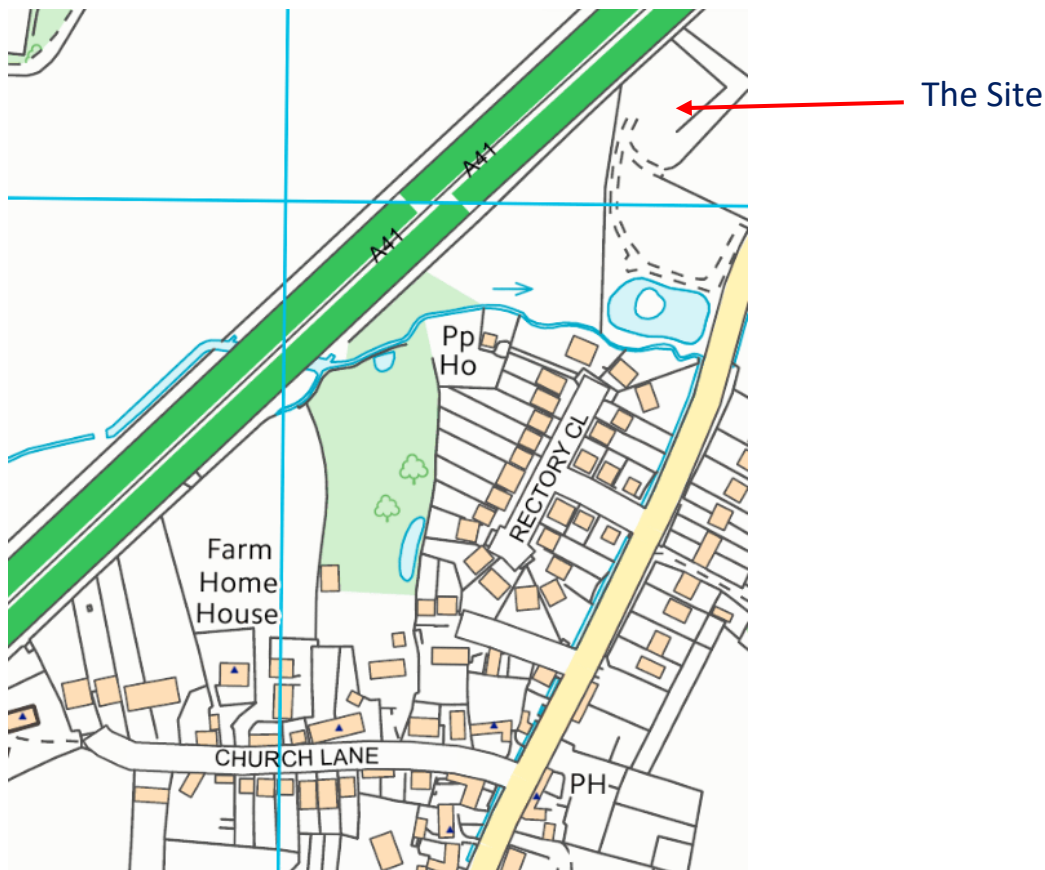 The Site
A41
A41
Pp
Ho
RECTORY CL
Farm
Home
House
CHURCH LANE
PH